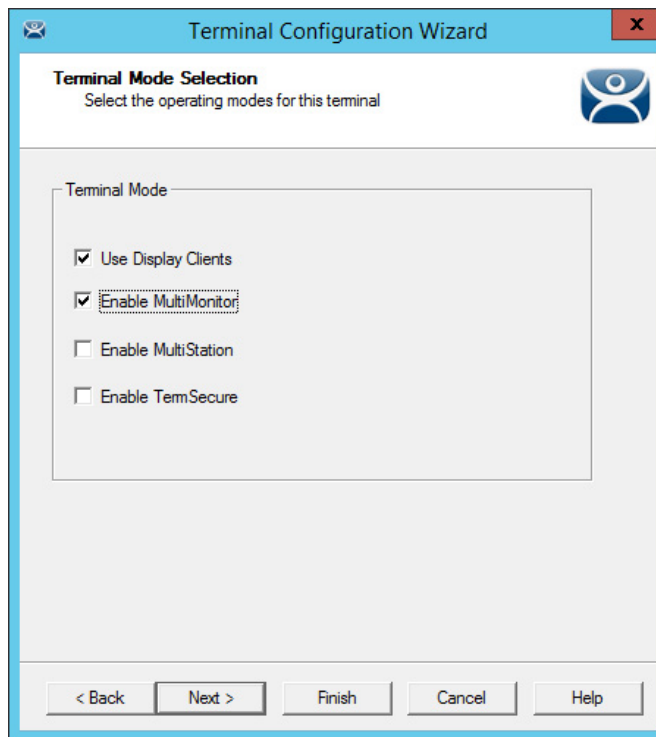 Terminal Configuration Wizard
x
Terminal Mode Selection
Select the operating modes for this terminal
Terminal Mode
Use Display Clients
Enable MultiMonitor
Enable MultiStation
Enable TermSecure
< Back Next > Finish Cancel Help